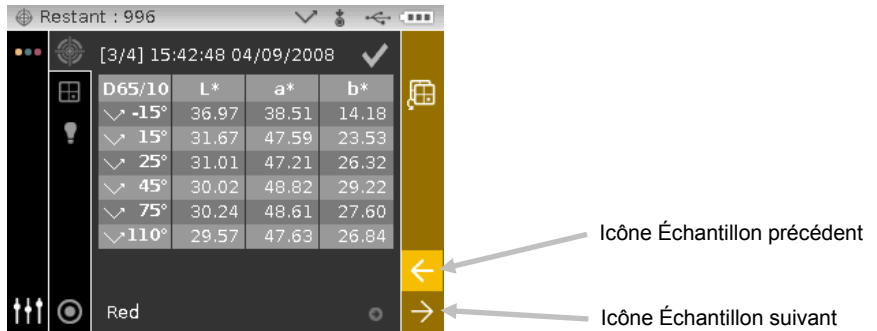 Restant : 996
[3/4] 15:42:48 04/09/2008
D65/10 L* a* b*
-15° 36.97 38.51 14.18
15° 31.67 47.59 23.53
25° 31.01 47.21 26.32
45° 30.02 48.82 29.22
75° 30.24 48.61 27.60
110° 29.57 47.63 26.84
Icône Échantillon précédent
Red
Icône Échantillon suivant